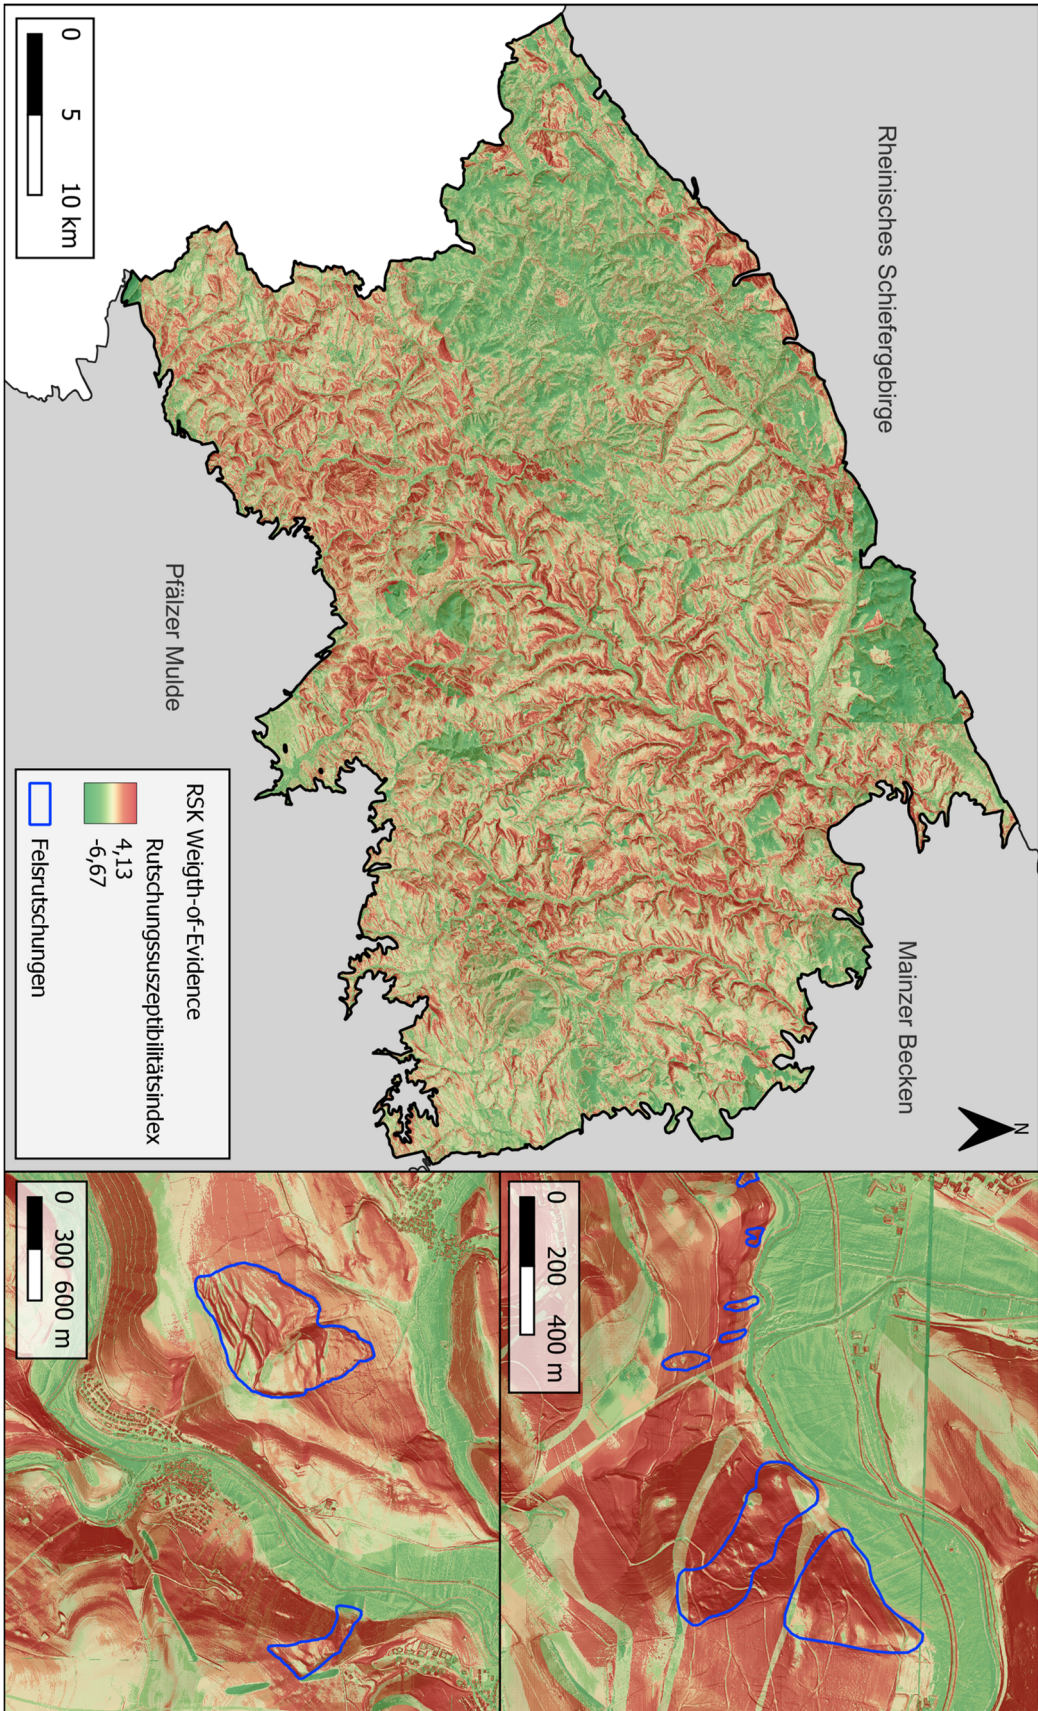 Rheinisches Schiefergebirge
Mainzer Becken
N
Pfälzer Mulde
0 5 10 km
RSK Weigth-of-Evidence
Rutschungssuszeptibilitätsindex
4,13
-6,67
Felsrutschungen
0 200 400 m
0 300 600 m